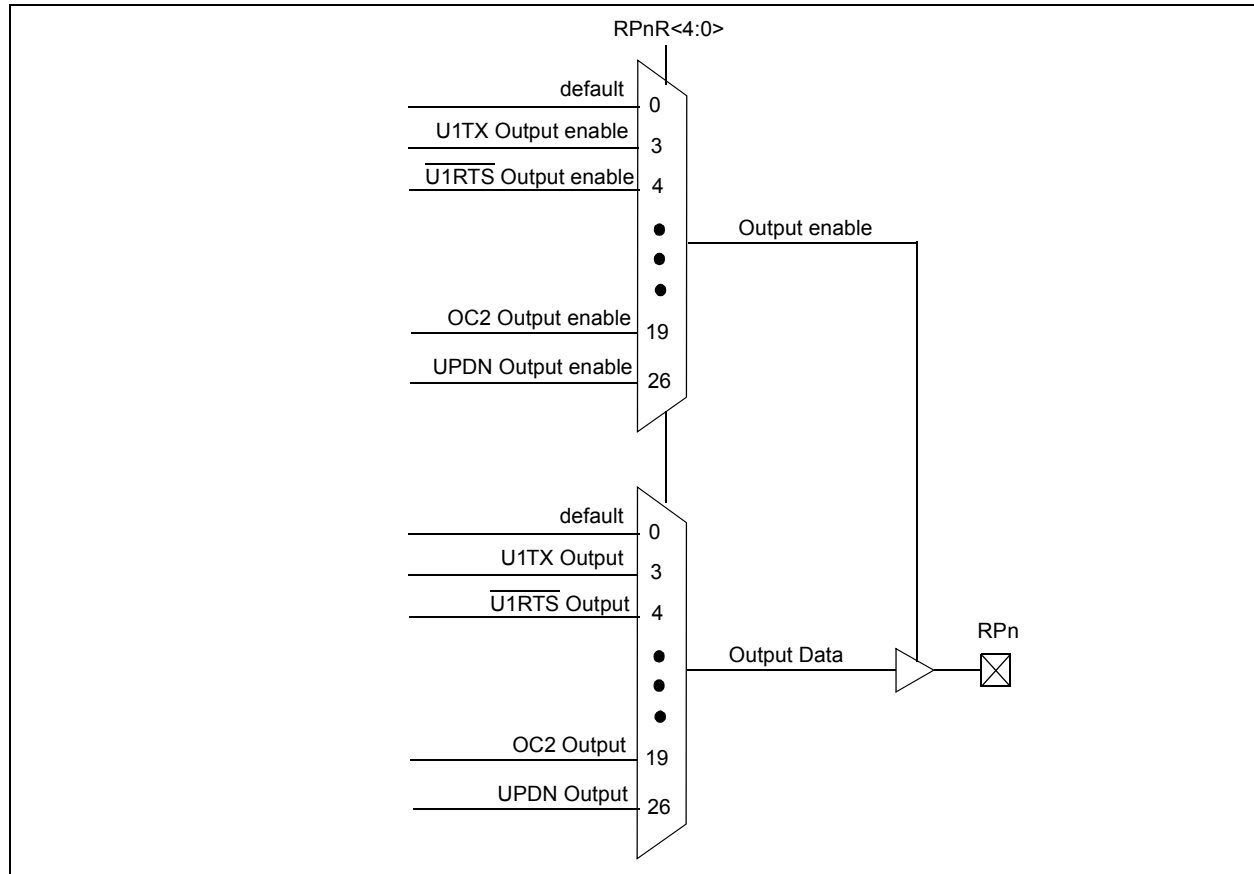 RPnR<4:0>
default
0
U1TX Output enable
3
U1RTS Output enable
4
Output enable
OC2 Output enable
19
UPDN Output enable
26
default
0
U1TX Output
3
U1RTS Output
4
RPn
Output Data
OC2 Output
19
UPDN Output
26